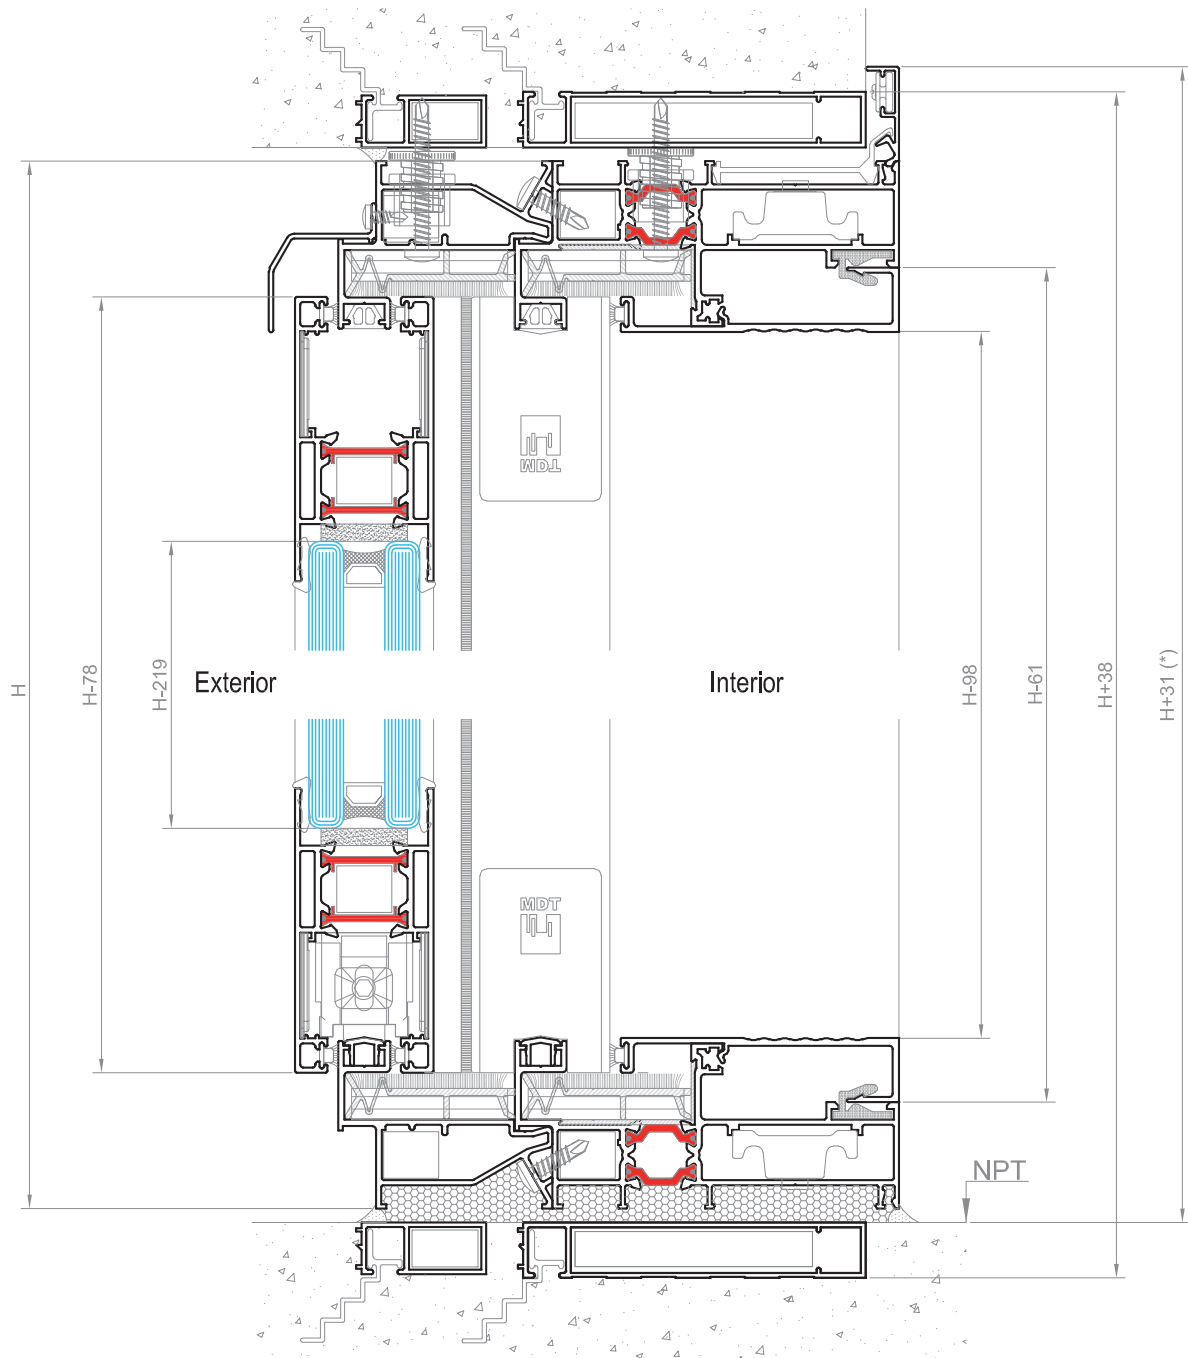 MDT
H
H-78
H-219
Exterior
Interior
H-98
H-61
H+38
H+31 (*)
MDT
NPT